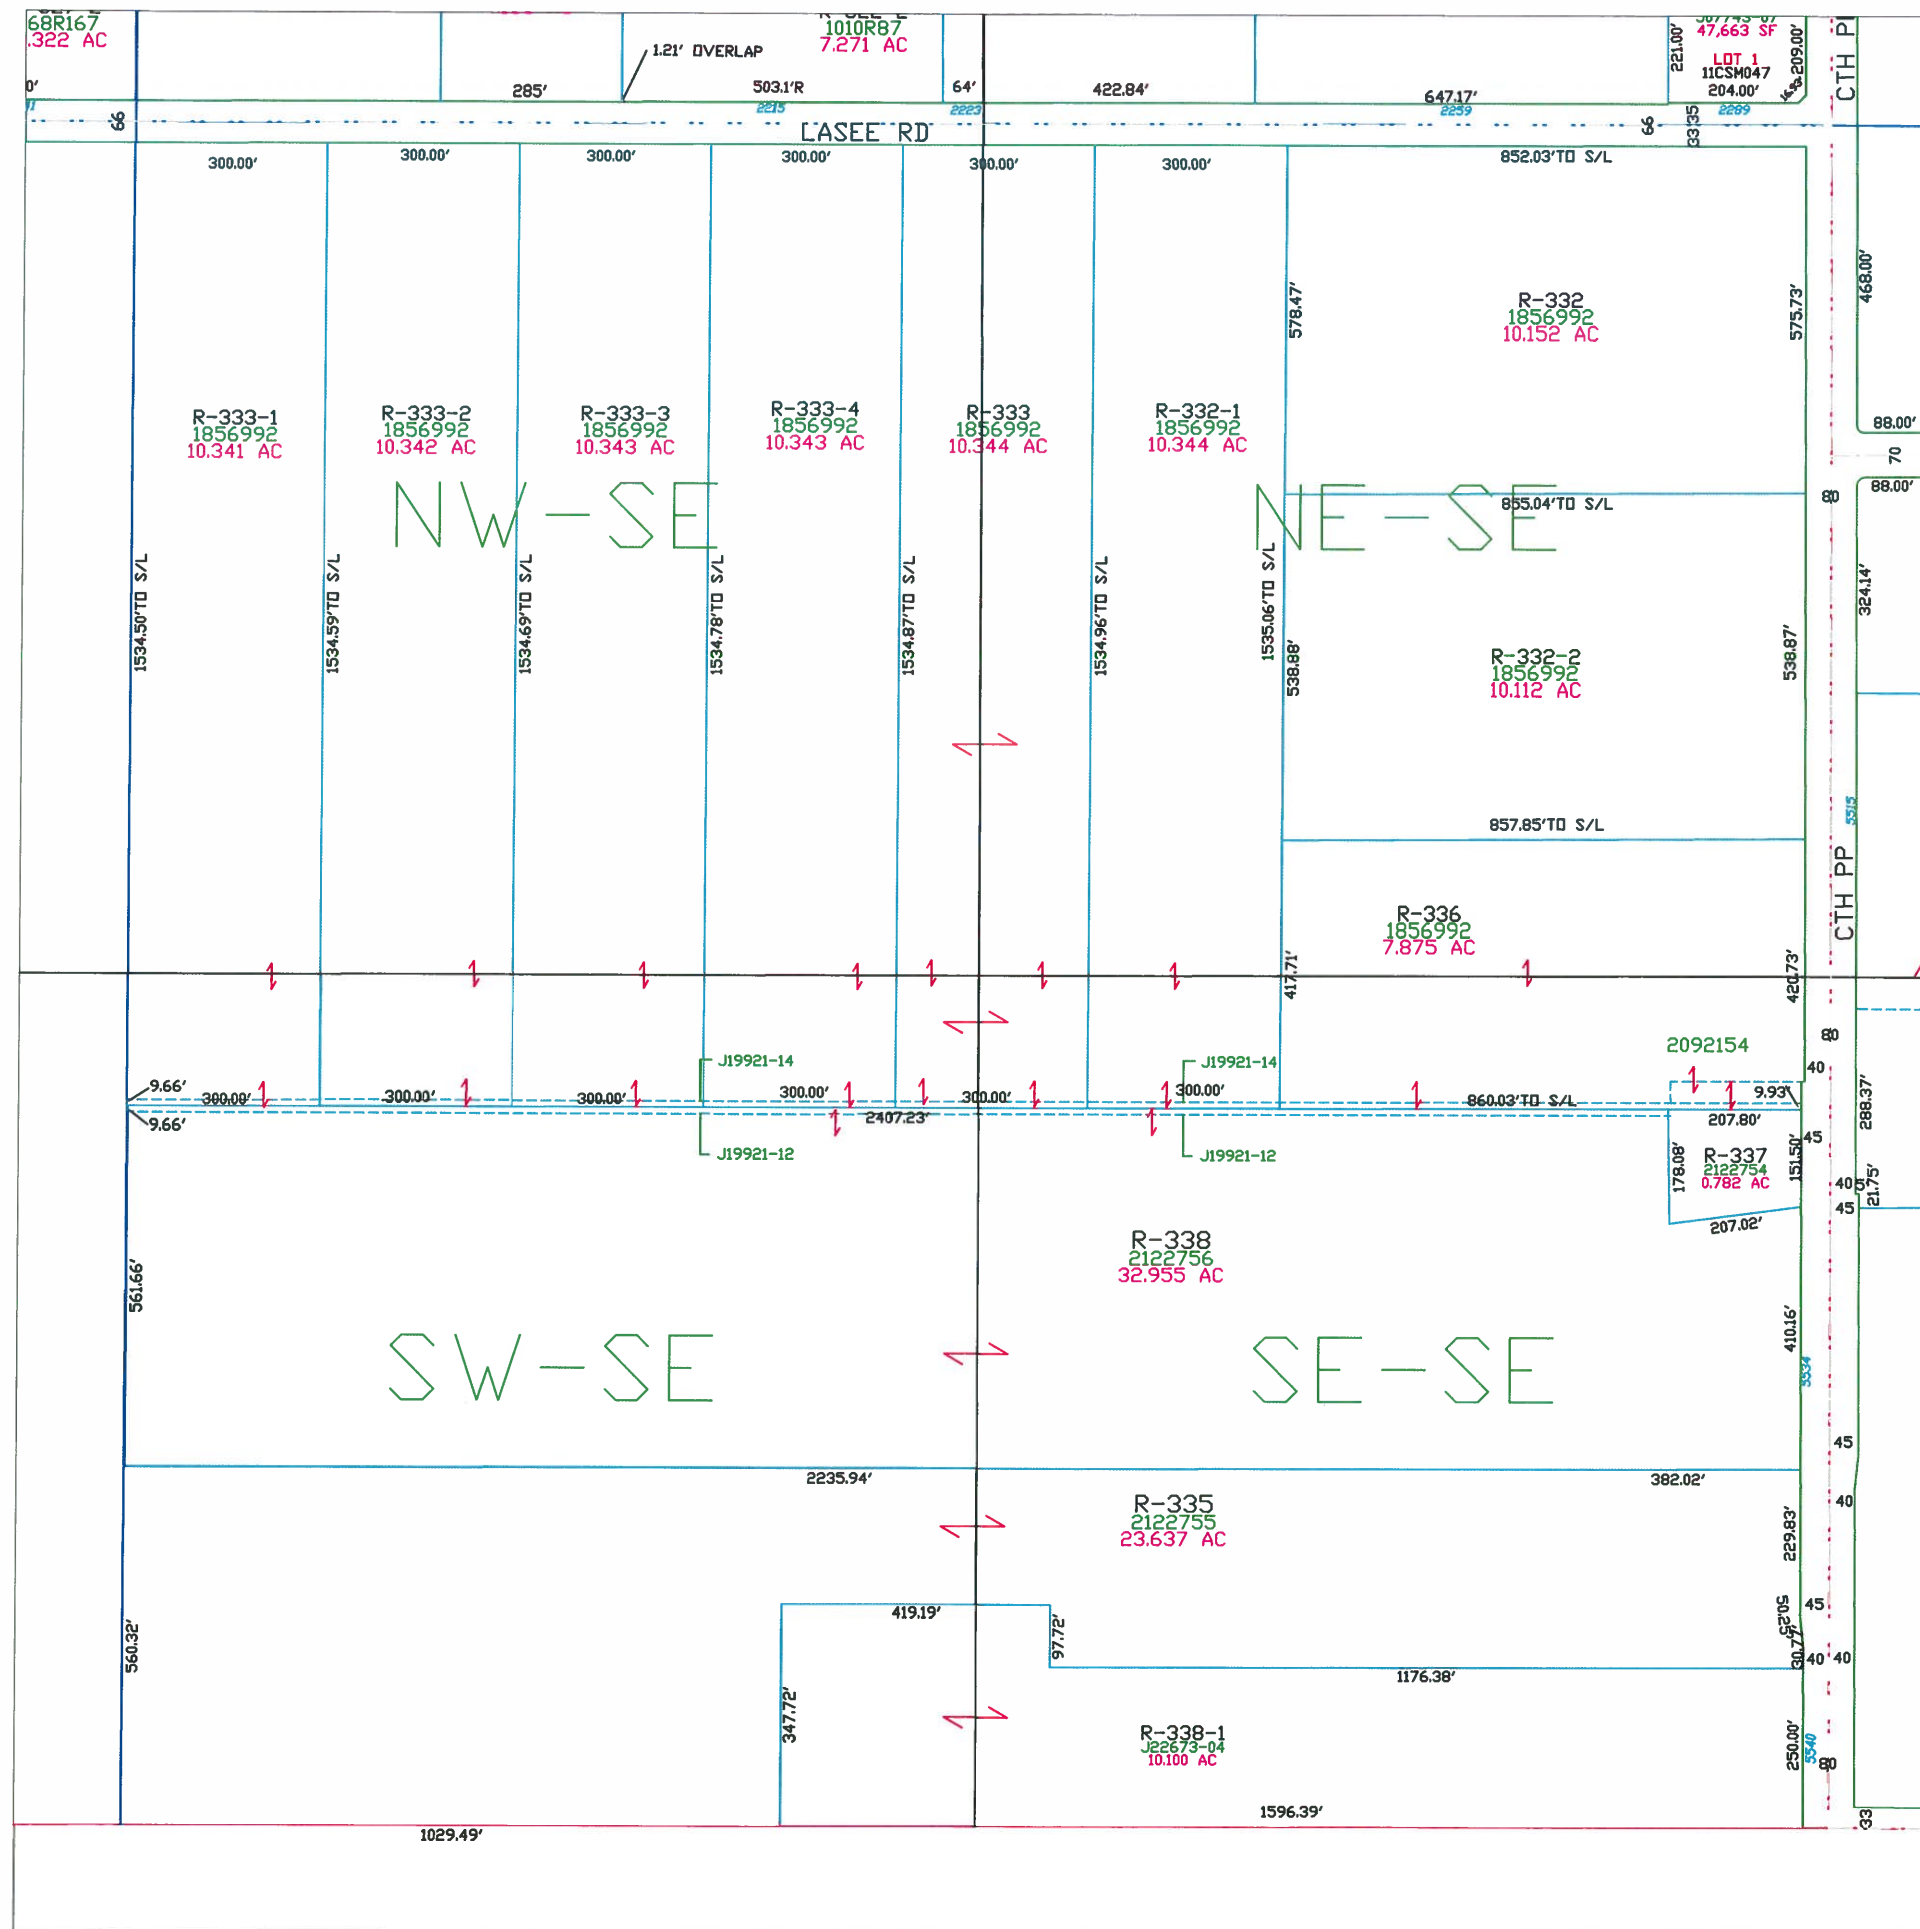 68R167
.322 AC
1010R87
7.271 AC
1.21' OVERLAP
47,663 SF
LOT 1
11CSM047
204.00'
221.00'
209.00'
CTH
0'
285'
503.1'R
64'
422.84'
647.17'
2215
2223
2259
2289
66
LASEE RD
66
33.35
300.00'
300.00'
300.00'
300.00'
300.00'
300.00'
852.03'TO S/L
468.00'
578.47'
575.73'
R-332
1856992
10.152 AC
R-333-1
1856992
10.341 AC
R-333-2
1856992
10.342 AC
R-333-3
1856992
10.343 AC
R-333-4
1856992
10.343 AC
R-333
1856992
10.344 AC
R-332-1
1856992
10.344 AC
88.00'
70
88.00'
80
NW-SE
NE-SE
855.04'TO S/L
1534.50'TO S/L
1534.59'TO S/L
1534.69'TO S/L
1534.78'TO S/L
1534.87'TO S/L
1534.96'TO S/L
1535.06'TO S/L
538.88'
538.87'
324.14'
R-332-2
1856992
10.112 AC
5515
857.85'TO S/L
CTH PP
R-336
1856992
7.875 AC
417.71'
420.73'
80
2092154
40
J19921-14
J19921-14
9.66'
300.00'
300.00'
300.00'
300.00'
300.00'
300.00'
860.03'TO S/L
9.93'
288.37'
9.66'
2407.23'
207.80'
45
J19921-12
J19921-12
178.08'
R-337
2122754
0.782 AC
151.50'
40
21.75'
45
207.02'
R-338
2122756
32.955 AC
561.66'
410.16'
5534
SW-SE
SE-SE
45
2235.94'
382.02'
R-335
2122755
23.637 AC
40
229.83'
419.19'
97.72'
50.25'
45
30.77'
40
40
560.32'
1176.38'
347.72'
R-338-1
J22673-04
10.100 AC
250.00'
5540
80
1596.39'
33
1029.49'